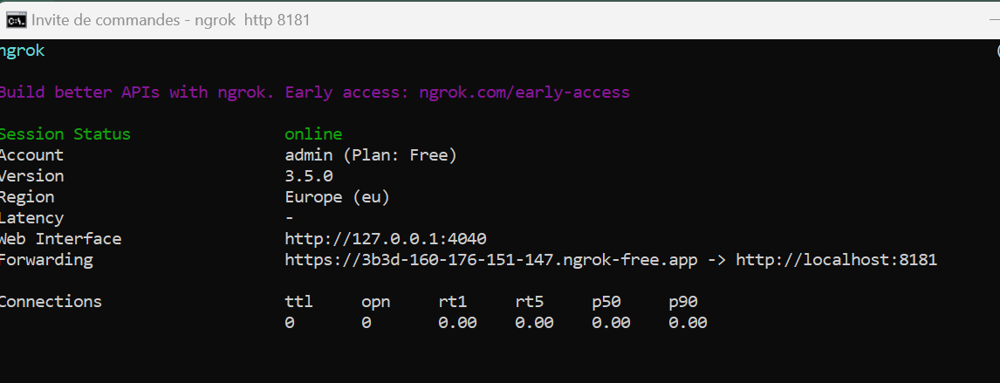 Invite de commandes - ngrok  http 8181
ngrok
Build better APIs with ngrok. Early access: ngrok.com/early-access
Session Status online
Account admin (Plan: Free)
Version 3.5.0
Region Europe (eu)
Latency -
Web Interface http://127.0.0.1:4040
Forwarding https://3b3d-160-176-151-147.ngrok-free.app -> http://localhost:8181
Connections ttl opn rt1 rt5 p50 p90
0 0 0.00 0.00 0.00 0.00